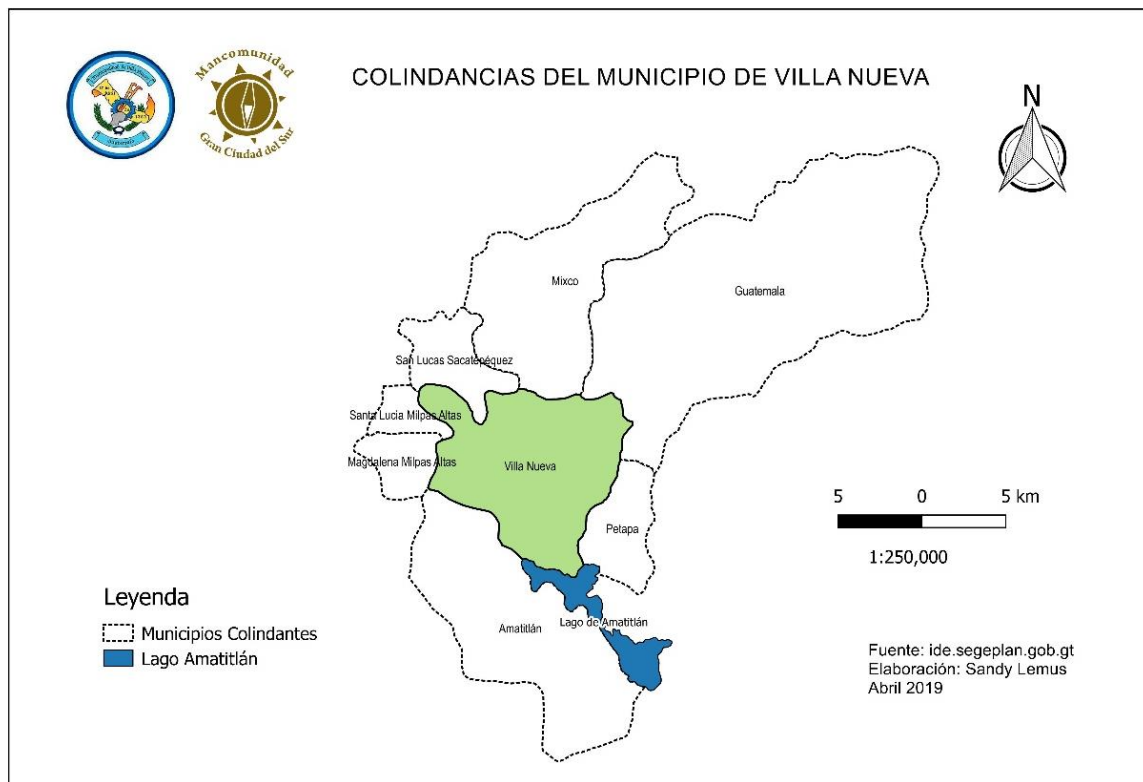 Mancomunidad
Gran Ciudad del Sur
COLINDANCIAS DEL MUNICIPIO DE VILLA NUEVA
N
Mixco
Guatemala
San Lucas Sacatepéquez
Santa Lucia Milpas Altas
Magdalena Milpas Altas
Villa Nueva
Petapa
Amatitlán
Lago de Amatitlán
5 0 5 km
1:250,000
Leyenda
Municipios Colindantes
Lago Amatitlán
Fuente: ide.segeplan.gob.gt
Elaboración: Sandy Lemus
Abril 2019